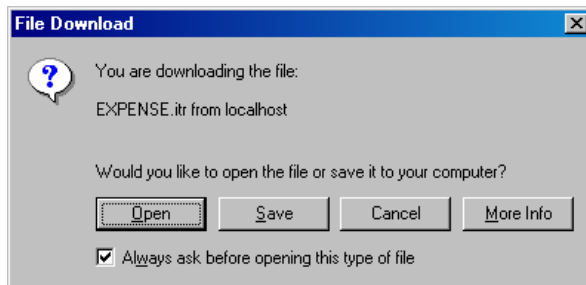 File Download
You are downloading the file:
EXPENSE.itr from localhost
Would you like to open the file or save it to your computer?
Open Save Cancel More Info
Always ask before opening this type of file